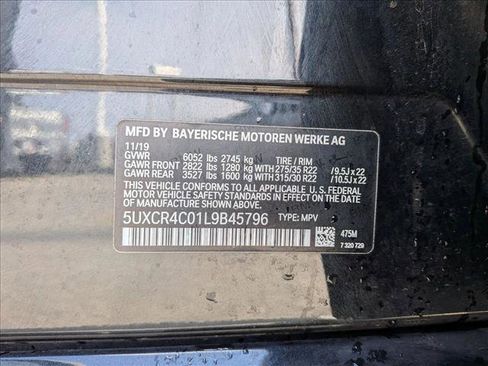 MFD BY BAYERISCHE MOTOREN WERKE AG
11/19
GVWR 6052 lbs 2745 kg TIRE / RIM
GAWR FRONT 2822 lbs 1280 kg 275/35 R22 /9.5J x 22
GAWR REAR 3527 lbs 1600 kg 315/30 R22 /10.5J x 22
THIS VEHICLE CONFORMS TO ALL APPLICABLE U. S. FEDERAL
MOTOR VEHICLE SAFETY STANDARDS IN EFFECT ON
THE DATE OF MANUFACTURE SHOWN ABOVE.
5UXCR4C01L9B45796 TYPE: MPV
475M
7 320 729